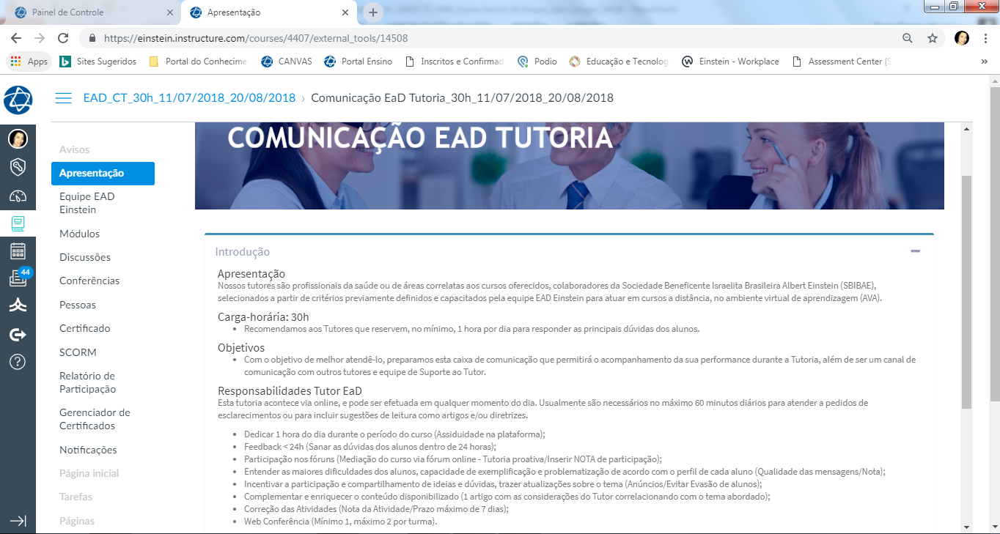 Painel de Controle
Apresentação
https://einstein.instructure.com/courses/4407/external_tools/14508
Apps
Sites Sugeridos
Portal do Conhecime
CANVAS
Portal Ensino
Inscritos e Confirmad
Podio
Educação e Tecnolog
Einstein - Workplace
Assessment Center [S
EAD_CT_30h_11/07/2018_20/08/2018 › Comunicação EaD Tutoria_30h_11/07/2018_20/08/2018
44
Avisos
Apresentação
Equipe EAD
Einstein
Módulos
Discussões
Conferências
Pessoas
Certificado
SCORM
Relatório de
Participação
Gerenciador de
Certificados
Notificações
Página inicial
Tarefas
Páginas
COMUNICAÇÃO EAD TUTORIA
Introdução
Apresentação
Nossos tutores são profissionais da saúde ou de áreas correlatas aos cursos oferecidos, colaboradores da Sociedade Beneficente Israelita Brasileira Albert Einstein (SBIBAE),
selecionados a partir de critérios previamente definidos e capacitados pela equipe EAD Einstein para atuar em cursos a distância, no ambiente virtual de aprendizagem (AVA).
Carga-horária: 30h
• Recomendamos aos Tutores que reservem, no mínimo, 1 hora por dia para responder as principais dúvidas dos alunos.
Objetivos
• Com o objetivo de melhor atendê-lo, preparamos esta caixa de comunicação que permitirá o acompanhamento da sua performance durante a Tutoria, além de ser um canal de
comunicação com outros tutores e equipe de Suporte ao Tutor.
Responsabilidades Tutor EaD
Esta tutoria acontece via online, e pode ser efetuada em qualquer momento do dia. Usualmente são necessários no máximo 60 minutos diários para atender a pedidos de
esclarecimentos ou para incluir sugestões de leitura como artigos e/ou diretrizes.
• Dedicar 1 hora do dia durante o período do curso (Assiduidade na plataforma);
• Feedback < 24h (Sanar as dúvidas dos alunos dentro de 24 horas);
• Participação nos fóruns (Mediação do curso via fórum online - Tutoria proativa/Inserir NOTA de participação);
• Entender as maiores dificuldades dos alunos, capacidade de exemplificação e problematização de acordo com o perfil de cada aluno (Qualidade das mensagens/Nota);
• Incentivar a participação e compartilhamento de ideias e dúvidas, trazer atualizações sobre o tema (Anúncios/Evitar Evasão de alunos);
• Complementar e enriquecer o conteúdo disponibilizado (1 artigo com as considerações do Tutor correlacionando com o tema abordado);
• Correção das Atividades (Nota da Atividade/Prazo máximo de 7 dias);
• Web Conferência (Mínimo 1, máximo 2 por turma).